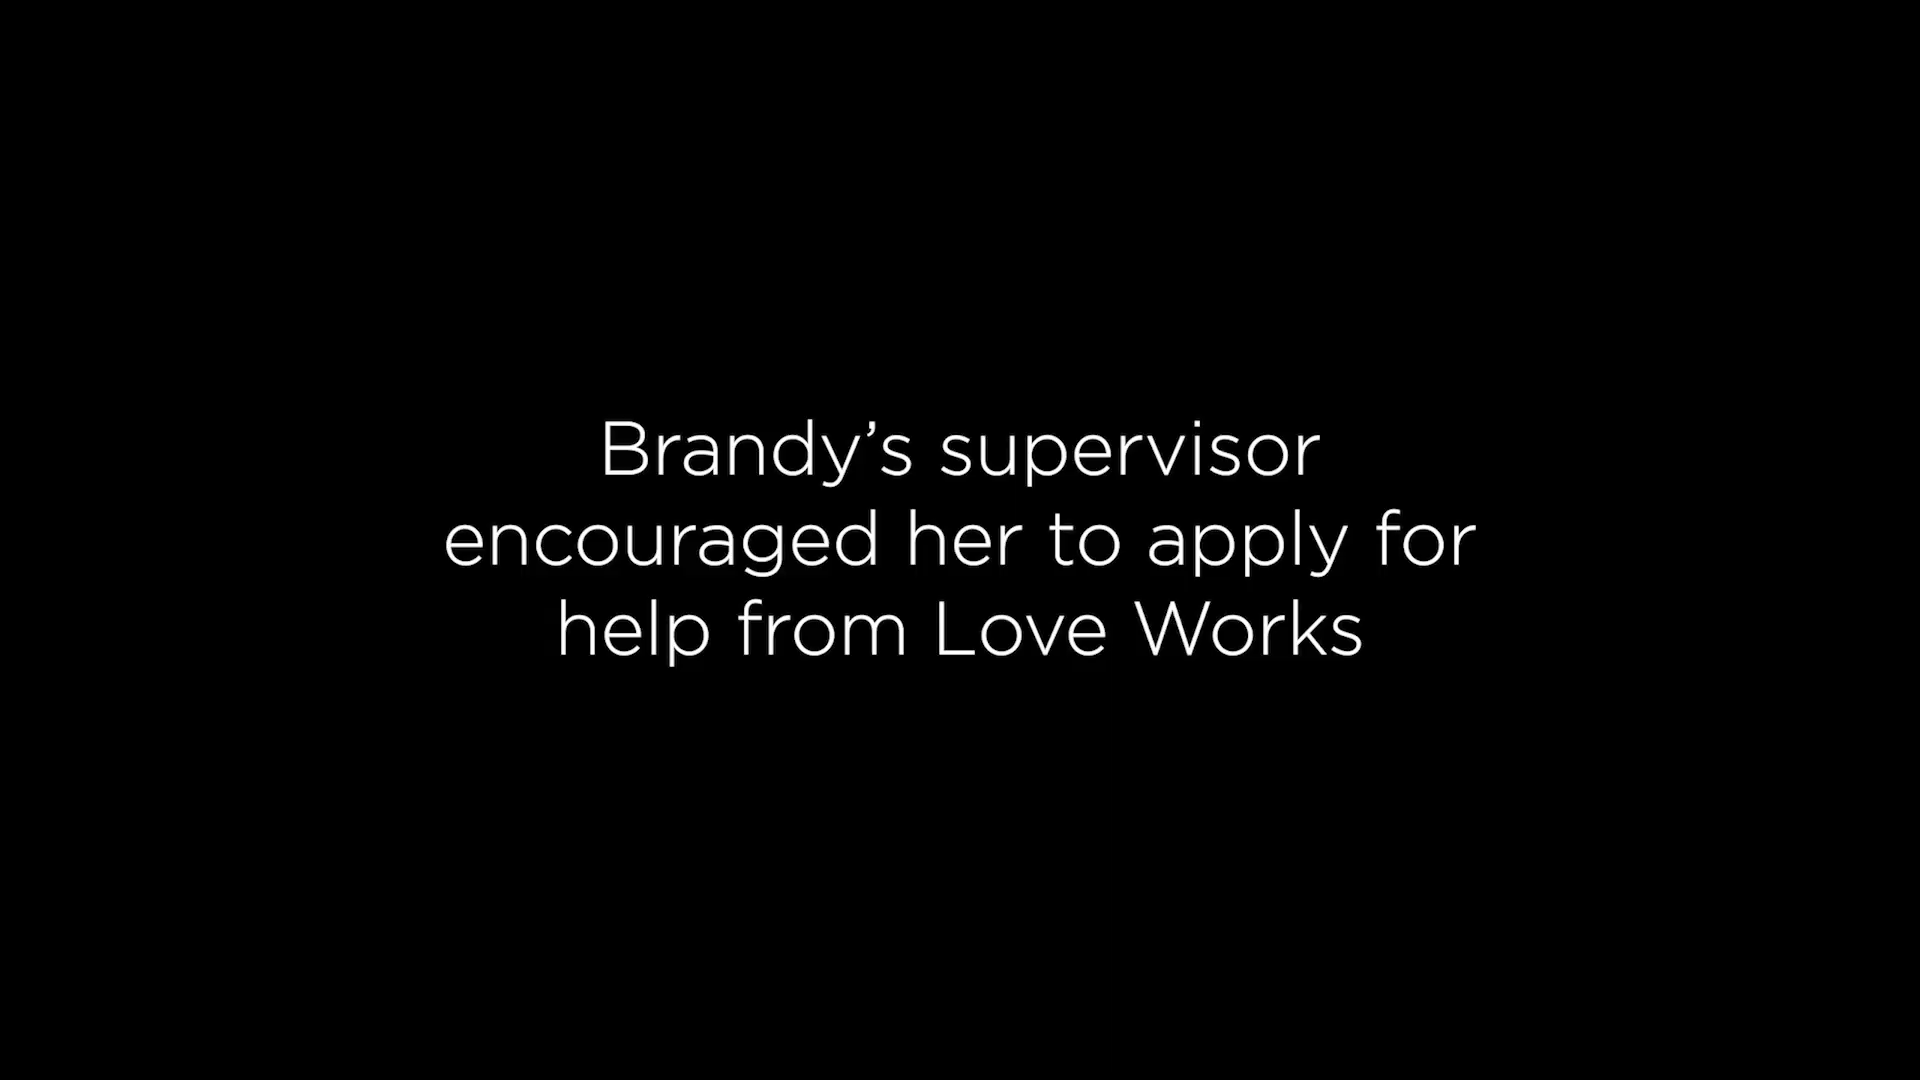 Brandy’s supervisor
encouraged her to apply for
help from Love Works